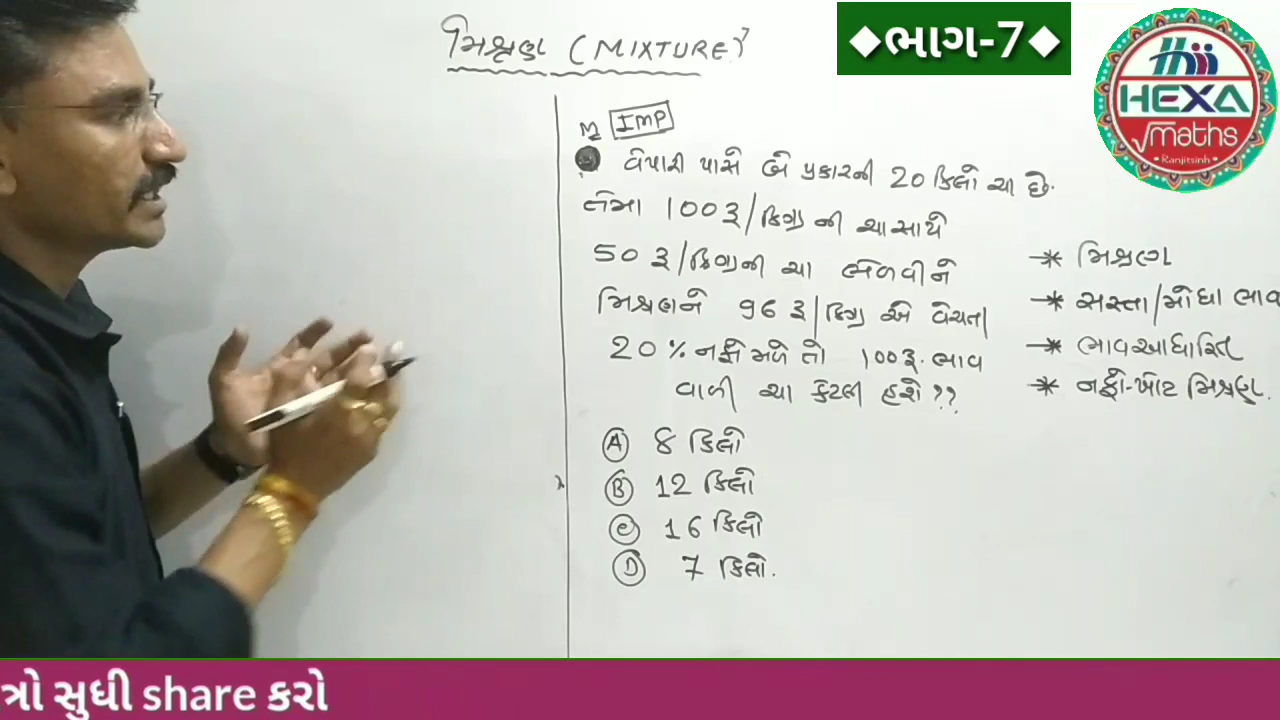 મિશ્રણ (MIXTURE)
◆ભાગ-7◆
HEXA
√maths
Ranjitsinh
M IMP
વેપારી પાસે બે પ્રકારની 20 કિલો ચા છે.
તેમા 100 રૂ/કિગ્રા ની ચા સાથે
50 રૂ/કિગ્રાની ચા ભેળવીને
મિશ્રણને 96 રૂ/કિગ્રા એ વેચતા
20% નફો મળે તો 100રૂ. ભાવ
વાળી ચા કેટલી હશે ??
* મિશ્રણ
* સસ્તા/મોંઘા ભાવ
* ભાવઆધારિત
* નફો-ખોટ મિશ્રણ.
A 8 કિલો
B 12 કિલો
C 16 કિલો
D 7 કિલો.
ત્રો સુધી share કરો